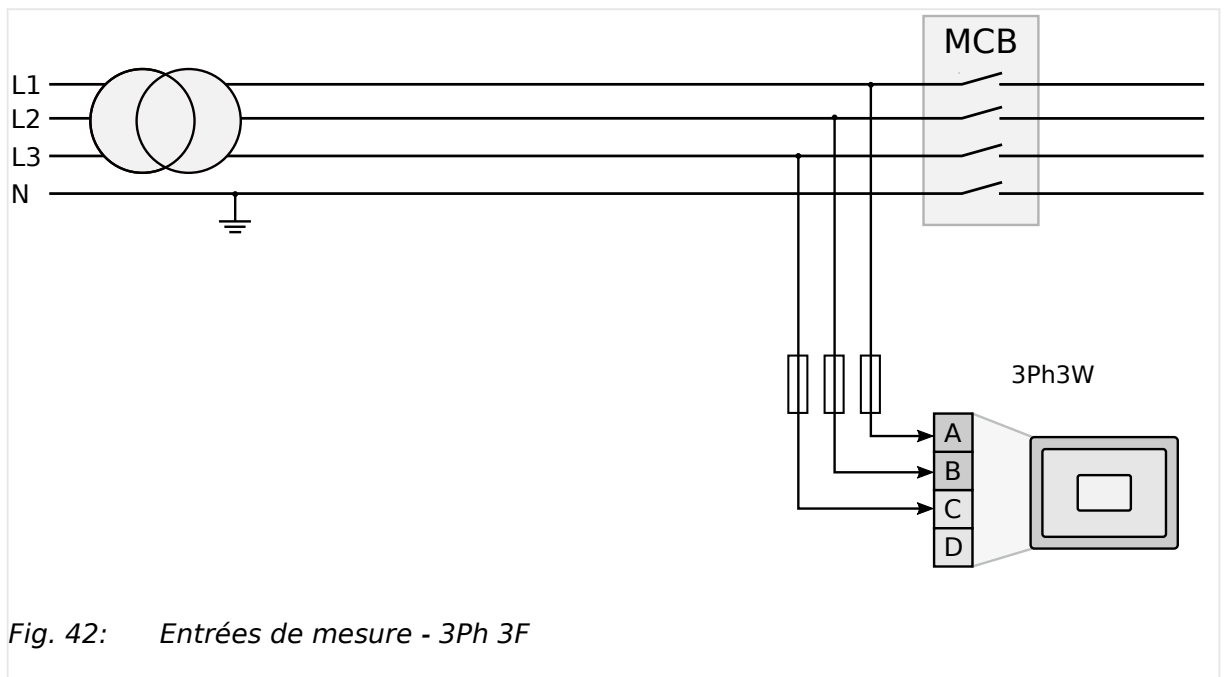 MCB
L1
L2
L3
N
3Ph3W
A
B
C
D
Fig. 42: Entrées de mesure - 3Ph 3F